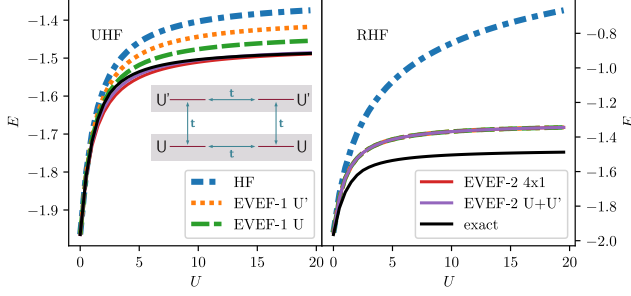 UHF
RHF
−1.4
−1.5
−1.6
−1.7
−1.8
−1.9
E
U' t U'
t t
U t U
HF
EVEF-1 U'
EVEF-1 U
EVEF-2 4x1
EVEF-2 U+U'
exact
−0.8
−1.0
−1.2
−1.4
−1.6
−1.8
−2.0
E
0 5 10 15 20
0 5 10 15 20
U
U